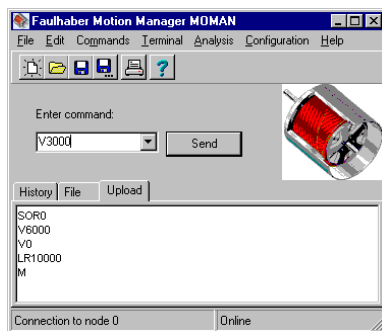 Faulhaber Motion Manager MOMAN
File Edit Commands Terminal Analysis Configuration Help
Enter command:
V3000 Send
History File Upload
SOR0
V6000
V0
LR10000
M
Connection to node 0 Online